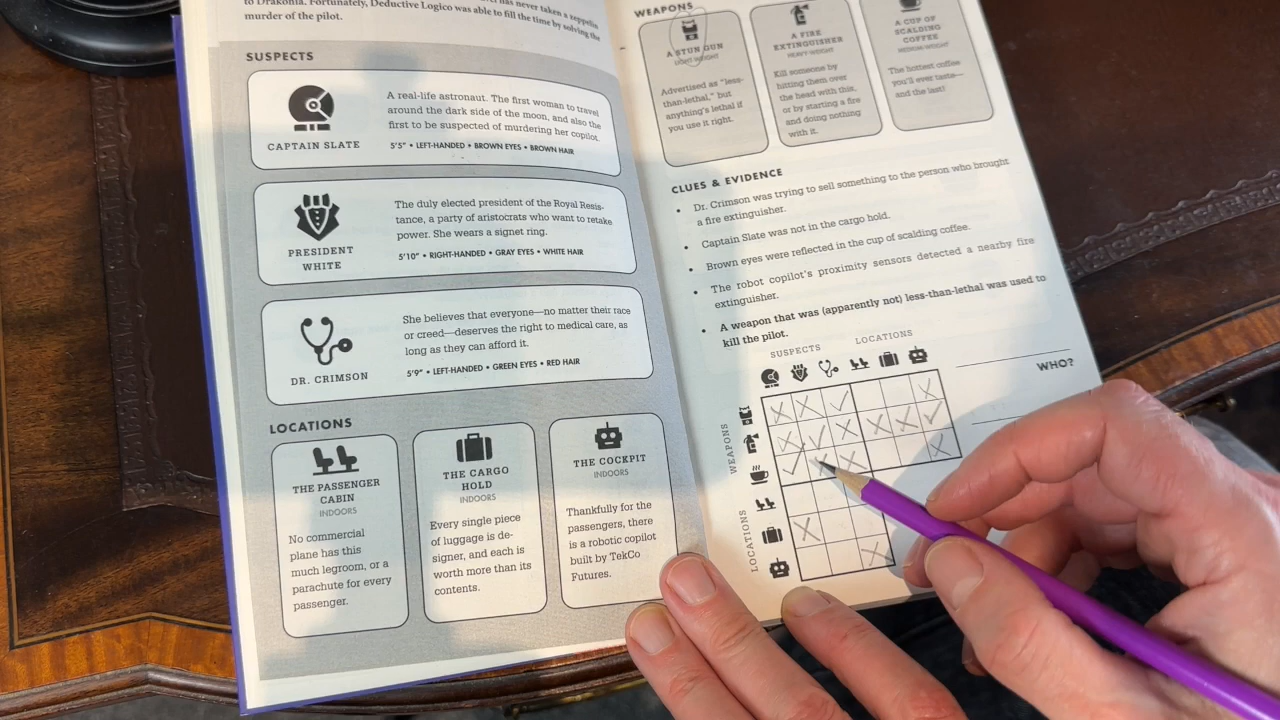 to Drakonia. Fortunately, Deductive Logico was able to fill the time by solving the
murder of the pilot.
SUSPECTS
CAPTAIN SLATE
A real-life astronaut. The first woman to travel
around the dark side of the moon, and also the
first to be suspected of murdering her copilot.
5'5" • LEFT-HANDED • BROWN EYES • BROWN HAIR
PRESIDENT
WHITE
The duly elected president of the Royal Resis-
tance, a party of aristocrats who want to retake
power. She wears a signet ring.
5'10" • RIGHT-HANDED • GRAY EYES • WHITE HAIR
DR. CRIMSON
She believes that everyone—no matter their race
or creed—deserves the right to medical care, as
long as they can afford it.
5'9" • LEFT-HANDED • GREEN EYES • RED HAIR
LOCATIONS
THE PASSENGER
CABIN
INDOORS
No commercial
plane has this
much legroom, or a
parachute for every
passenger.
THE CARGO
HOLD
INDOORS
Every single piece
of luggage is de-
signer, and each is
worth more than its
contents.
THE COCKPIT
INDOORS
Thankfully for the
passengers, there
is a robotic copilot
built by TekCo
Futures.
WEAPONS
A STUN GUN
LIGHT-WEIGHT
Advertised as "less-
than-lethal," but
anything's lethal if
you use it right.
A FIRE
EXTINGUISHER
HEAVY-WEIGHT
Kill someone by
hitting them over
the head with this,
or by starting a fire
and doing nothing
with it.
A CUP OF
SCALDING
COFFEE
MEDIUM-WEIGHT
The hottest coffee
you'll ever taste—
and the last!
CLUES & EVIDENCE
• Dr. Crimson was trying to sell something to the person who brought
a fire extinguisher.
• Captain Slate was not in the cargo hold.
• Brown eyes were reflected in the cup of scalding coffee.
• The robot copilot's proximity sensors detected a nearby fire
extinguisher.
• A weapon that was (apparently not) less-than-lethal was used to
kill the pilot.
SUSPECTS
LOCATIONS
WEAPONS
LOCATIONS
WHO?